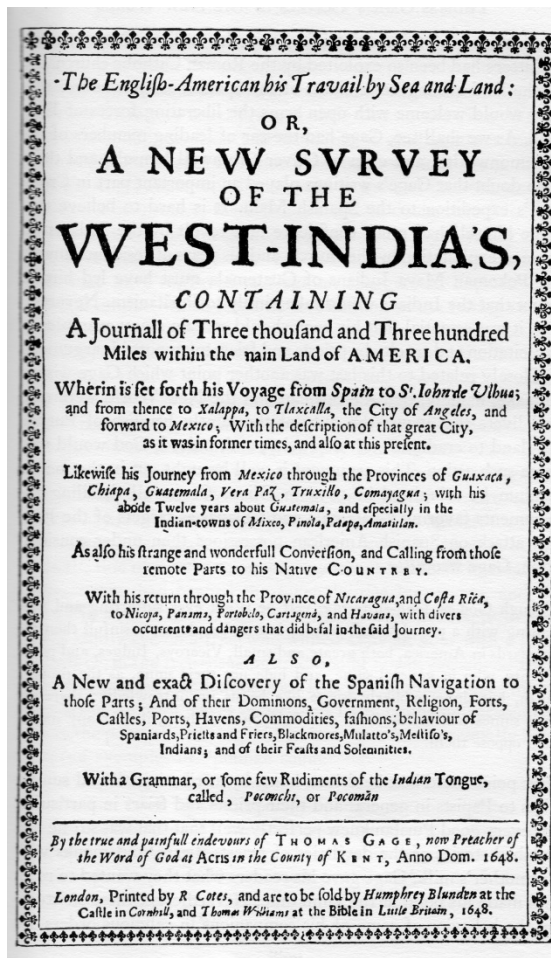 The Engliſh-American his Travail by Sea and Land:
OR,
A NEVV SVRVEY
OF THE
VVEST-INDIA'S,
CONTAINING
A Journall of Three thouſand and Three hundred
Miles within the main Land of AMERICA.
Wherin is ſet forth his Voyage from Spain to Sᵗ. Iohn de Vlhua;
and from thence to Xalappa, to Tlaxcalla, the City of Angeles, and
forward to Mexico; With the deſcription of that great City,
as it was in former times, and alſo at this preſent.
Likewiſe his Journey from Mexico through the Provinces of Guaxaca,
Chiapa, Guatemala, Vera Paz, Truxillo, Comayagua; with his
abode Twelve years about Guatemala, and eſpecially in the
Indian-towns of Mixco, Pinola, Petapa, Amatitlan.
As alſo his ſtrange and wonderfull Converſion, and Calling from thoſe
remote Parts to his Native COUNTREY.
With his return through the Province of Nicaragua, and Coſta Rica,
to Nicoya, Panama, Portobelo, Cartagena, and Havana, with divers
occurrents and dangers that did befal in the ſaid Journey.
ALSO,
A New and exact Diſcovery of the Spaniſh Navigation to
thoſe Parts; And of their Dominions, Government, Religion, Forts,
Caſtles, Ports, Havens, Commodities, faſhions, behaviour of
Spaniards, Prieſts and Friers, Blackmores, Mulatto's, Meſtiſo's,
Indians; and of their Feaſts and Solemnities.
With a Grammar, or ſome few Rudiments of the Indian Tongue,
called, Poconchi, or Pocoman
By the true and painfull endevours of THOMAS GAGE, now Preacher of
the Word of God at Acris in the County of KENT, Anno Dom. 1648.
London, Printed by R Cotes, and are to be ſold by Humphrey Blunden at the
Caſtle in Cornhill, and Thomas Williams at the Bible in Little Britain, 1648.